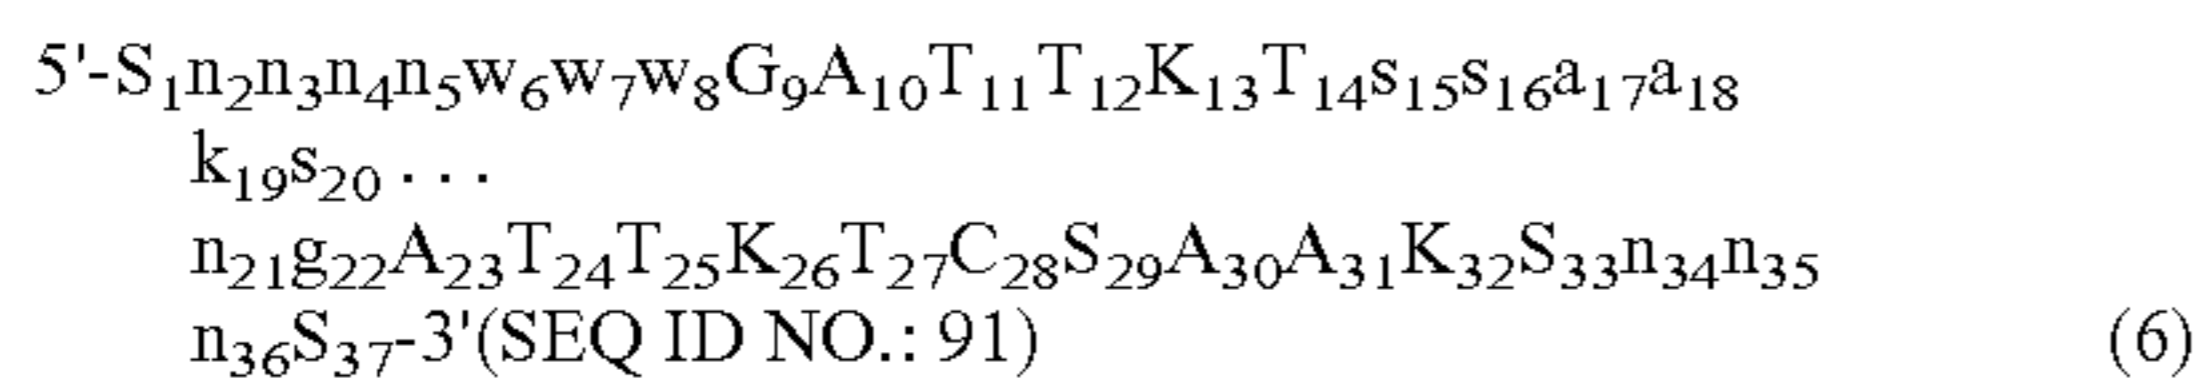 5'-S₁n₂n₃n₄n₅w₆w₇w₈G₉A₁₀T₁₁T₁₂K₁₃T₁₄s₁₅s₁₆a₁₇a₁₈
k₁₉s₂₀ . . .
n₂₁g₂₂A₂₃T₂₄T₂₅K₂₆T₂₇C₂₈S₂₉A₃₀A₃₁K₃₂S₃₃n₃₄n₃₅
n₃₆S₃₇-3'(SEQ ID NO.: 91) (6)